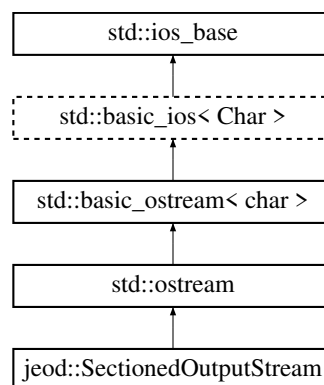 std::ios_base
std::basic_ios< Char >
std::basic_ostream< char >
std::ostream
jeod::SectionedOutputStream